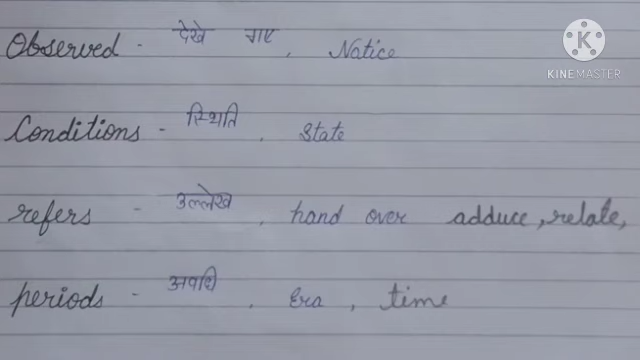 Observed - देखे गए, Notice
KINEMASTER
Conditions - स्थिति, State
refers - उल्लेख, hand over adduce, relate,
periods - अवधि, Era, time